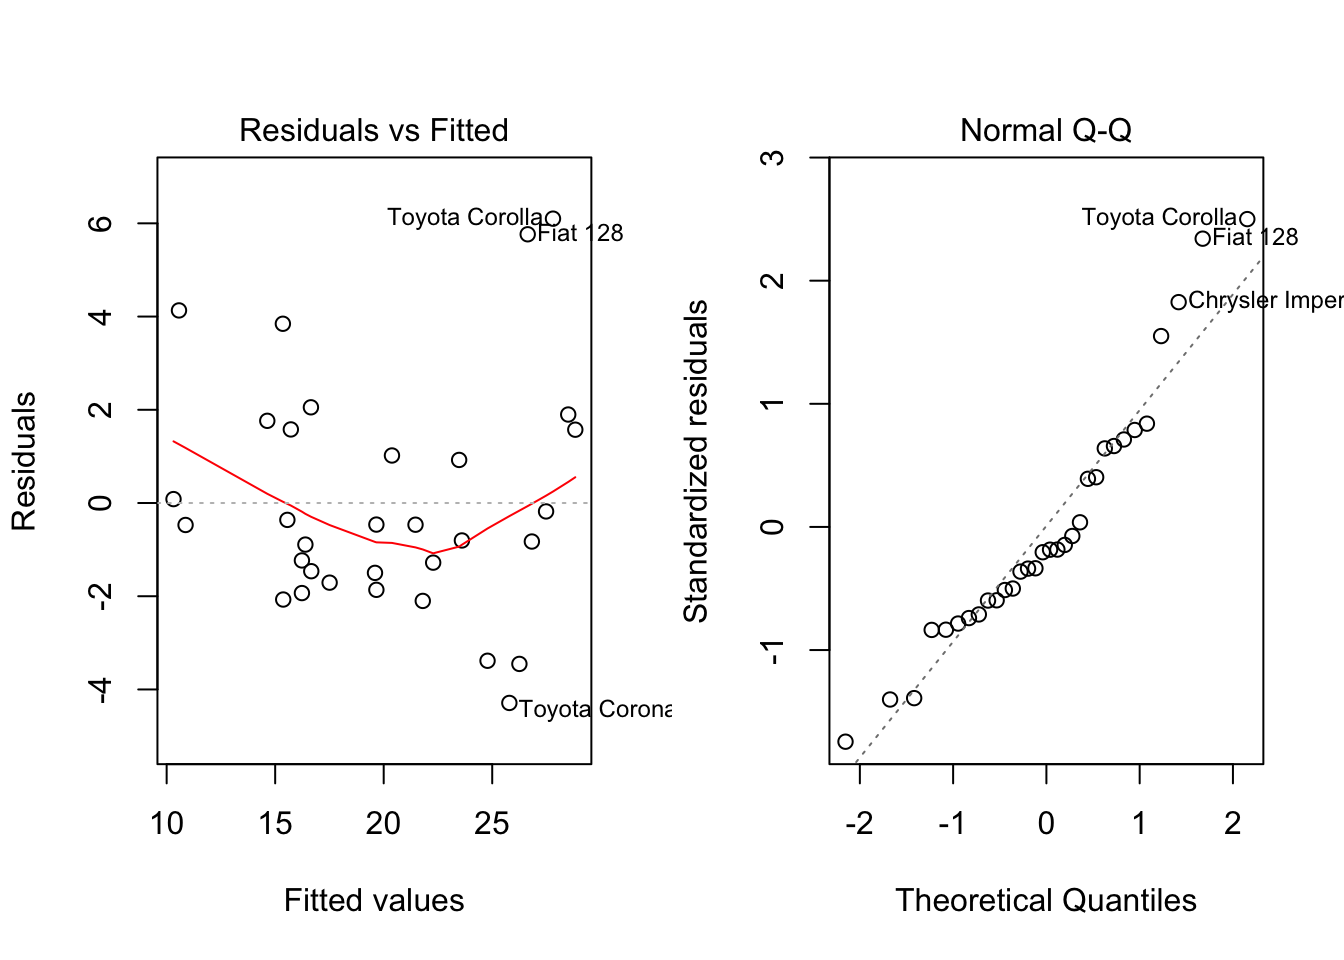 Residuals vs Fitted
Residuals
6
4
2
0
-2
-4
Toyota Corolla
Fiat 128
Toyota Corona
10 15 20 25
Fitted values
Normal Q-Q
Standardized residuals
3
2
1
0
-1
Toyota Corolla
Fiat 128
Chrysler Imper
-2 -1 0 1 2
Theoretical Quantiles